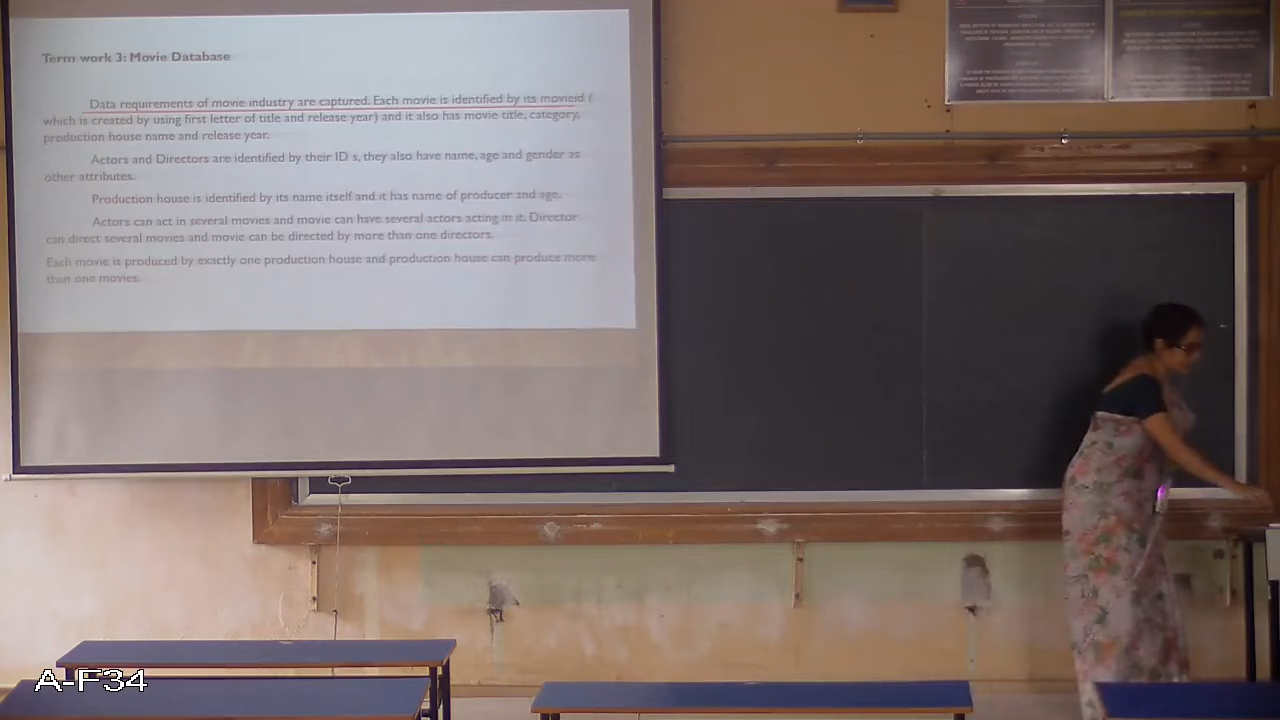 Term work 3: Movie Database
Data requirements of movie industry are captured. Each movie is identified by its movieid (
which is created by using first letter of title and release year) and it also has movie title, category,
production house name and release year.
Actors and Directors are identified by their ID s, they also have name, age and gender as
other attributes.
Production house is identified by its name itself and it has name of producer and age.
Actors can act in several movies and movie can have several actors acting in it. Director
can direct several movies and movie can be directed by more than one directors.
Each movie is produced by exactly one production house and production house can produce more
than one movies.
A-F34